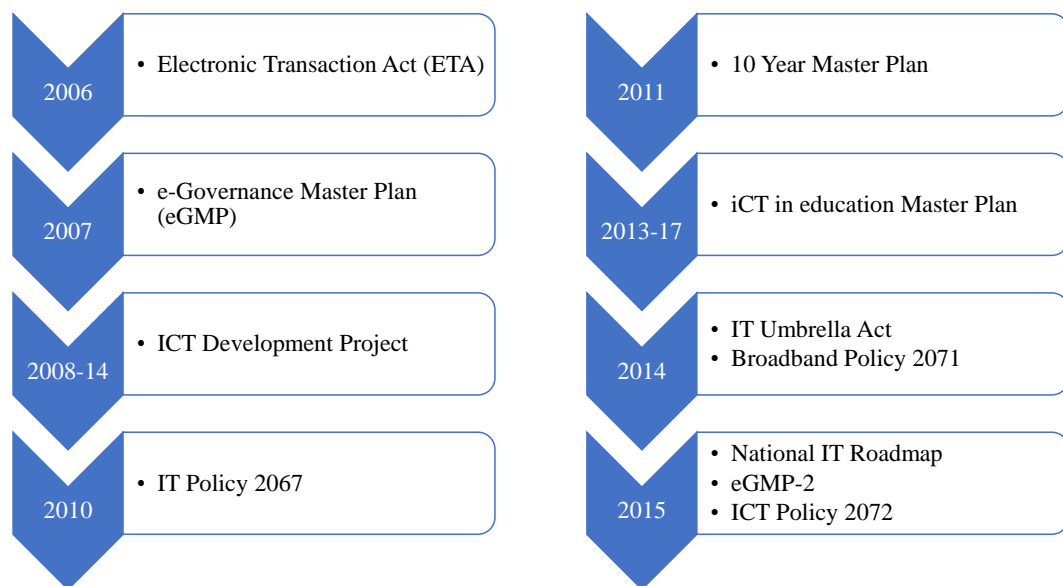 2006
• Electronic Transaction Act (ETA)
2007
• e-Governance Master Plan
(eGMP)
2008-14
• ICT Development Project
2010
• IT Policy 2067
2011
• 10 Year Master Plan
2013-17
• iCT in education Master Plan
2014
• IT Umbrella Act
• Broadband Policy 2071
2015
• National IT Roadmap
• eGMP-2
• ICT Policy 2072